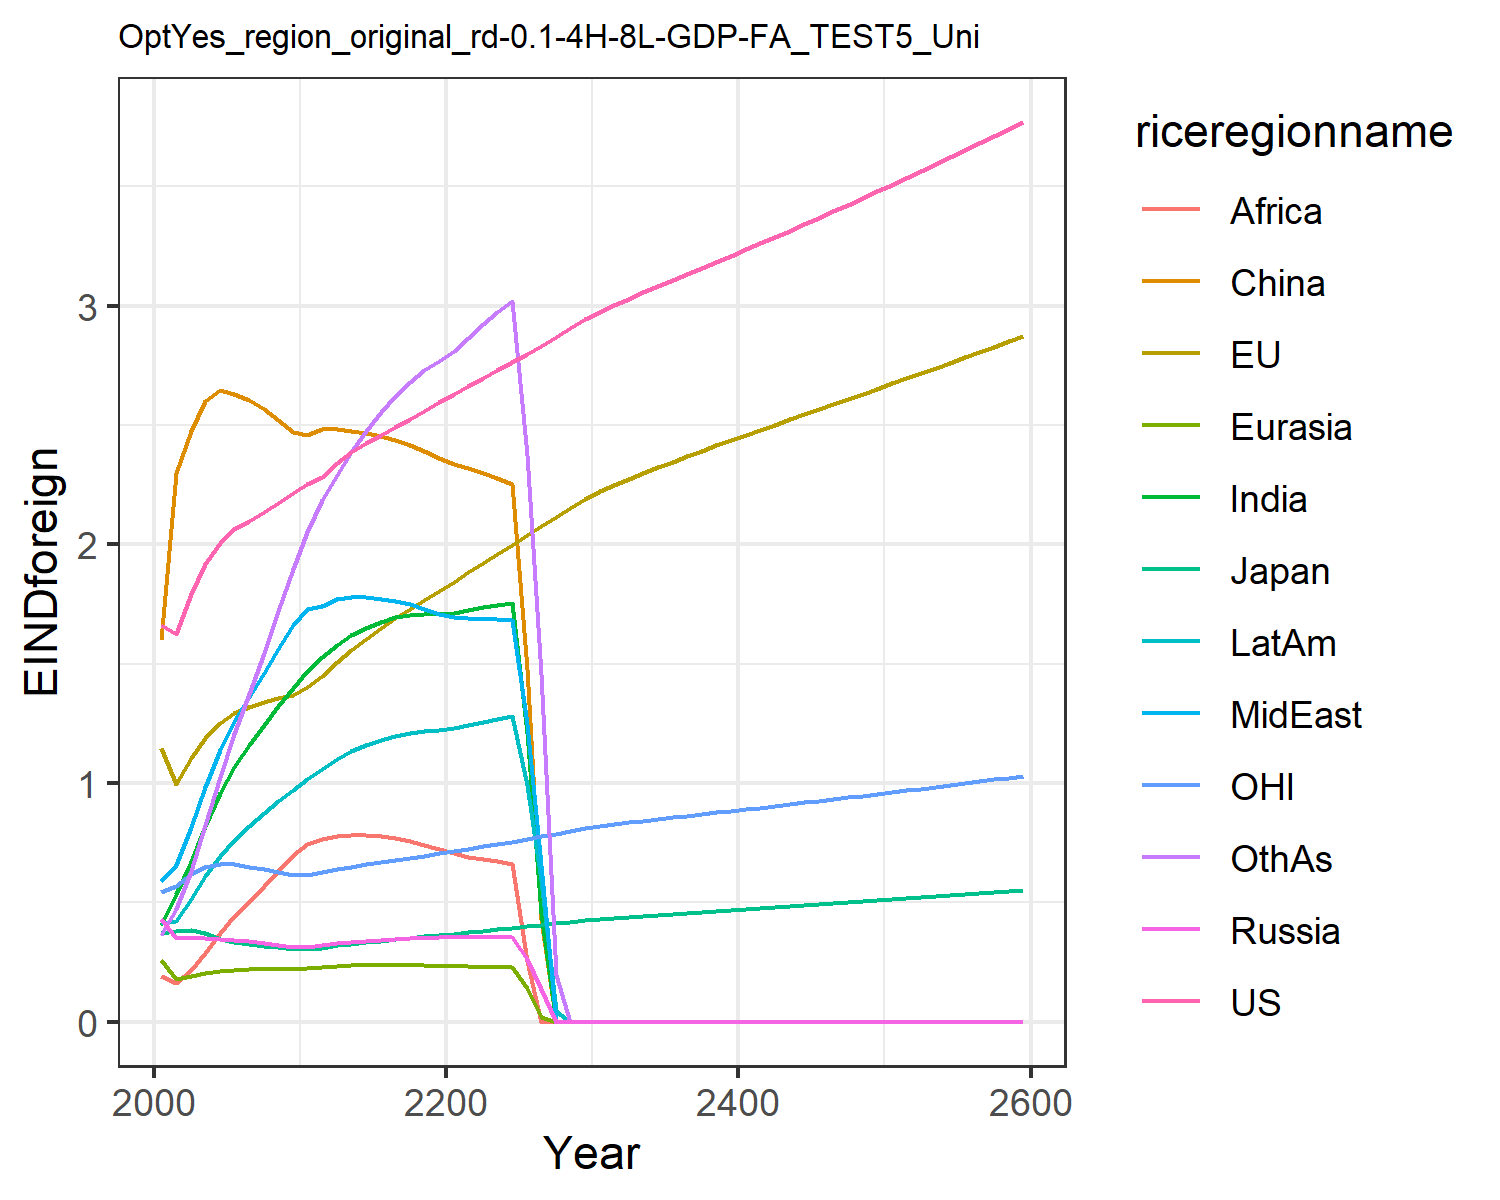 OptYes_region_original_rd-0.1-4H-8L-GDP-FA_TEST5_Uni
EINDforeign
3
2
1
0
2000 2200 2400 2600
Year
riceregionname
Africa
China
EU
Eurasia
India
Japan
LatAm
MidEast
OHI
OthAs
Russia
US